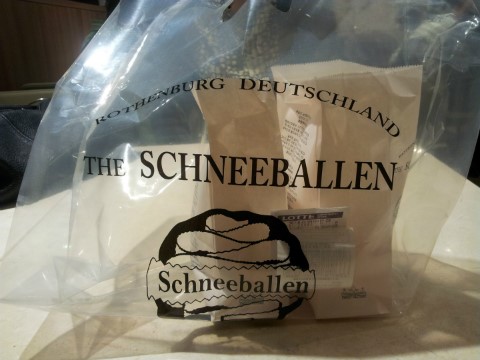 ROTHENBURG DEUTSCHLAND
THE SCHNEEBALLEN
Schneeballen